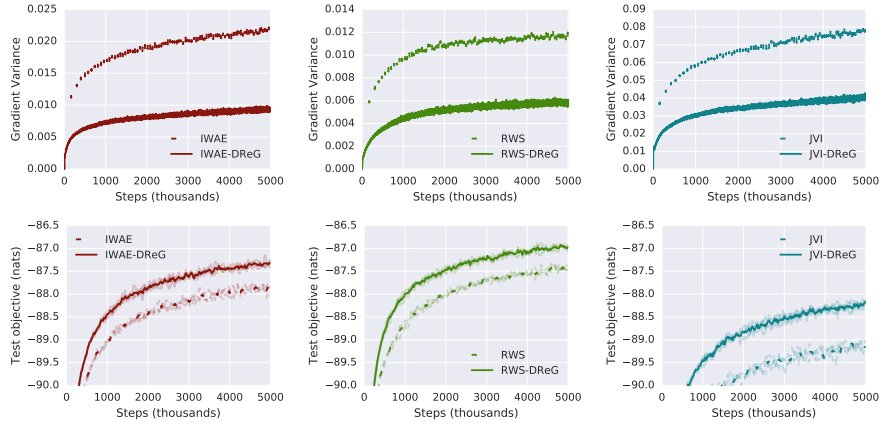 0.025
0.020
0.015
0.010
0.005
0.000
Gradient Variance
IWAE
IWAE-DReG
0 1000 2000 3000 4000 5000
Steps (thousands)
0.014
0.012
0.010
0.008
0.006
0.004
0.002
0.000
Gradient Variance
RWS
RWS-DReG
0 1000 2000 3000 4000 5000
Steps (thousands)
0.09
0.08
0.07
0.06
0.05
0.04
0.03
0.02
0.01
0.00
Gradient Variance
JVI
JVI-DReG
0 1000 2000 3000 4000 5000
Steps (thousands)
−86.5
−87.0
−87.5
−88.0
−88.5
−89.0
−89.5
−90.0
Test objective (nats)
IWAE
IWAE-DReG
0 1000 2000 3000 4000 5000
Steps (thousands)
−86.5
−87.0
−87.5
−88.0
−88.5
−89.0
−89.5
−90.0
Test objective (nats)
RWS
RWS-DReG
0 1000 2000 3000 4000 5000
Steps (thousands)
−86.5
−87.0
−87.5
−88.0
−88.5
−89.0
−89.5
−90.0
Test objective (nats)
JVI
JVI-DReG
0 1000 2000 3000 4000 5000
Steps (thousands)